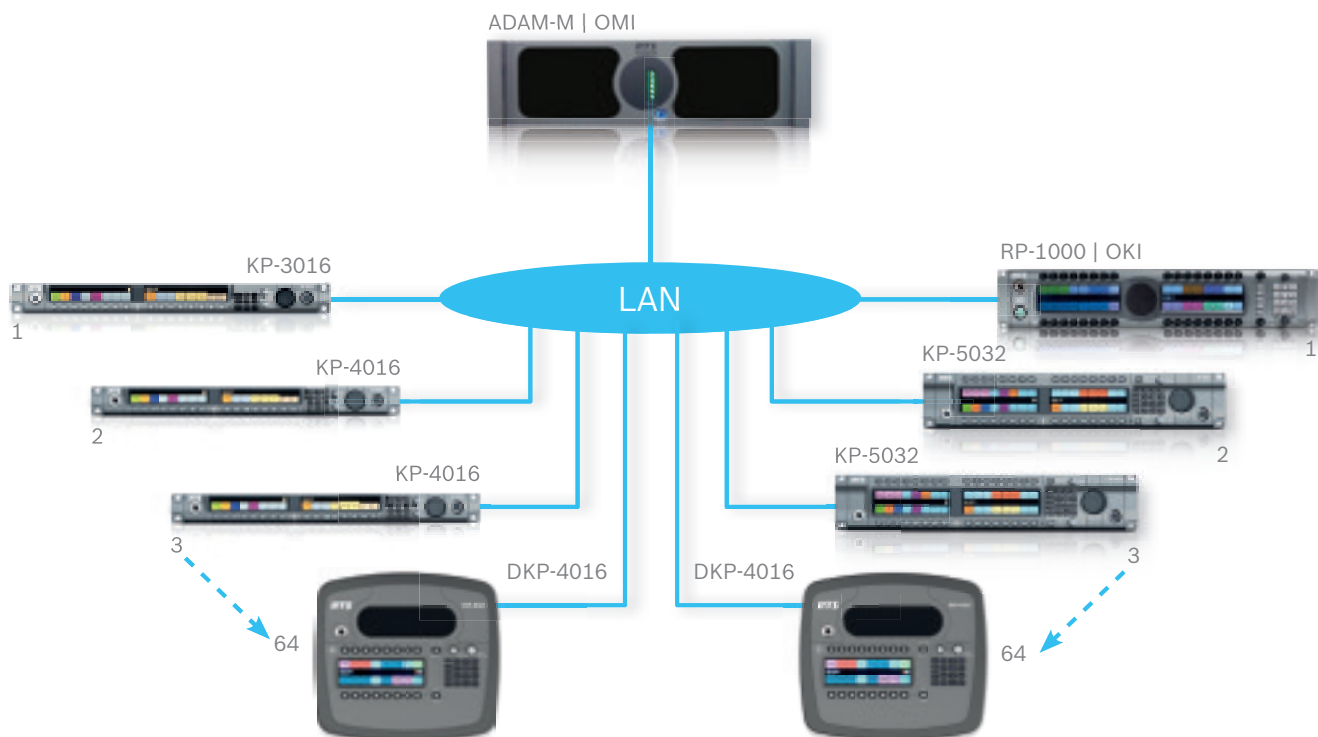 ADAM-M | OMI
KP-3016
RP-1000 | OKI
LAN
1
1
KP-4016
KP-5032
2
2
KP-4016
KP-5032
3
3
DKP-4016
DKP-4016
64
64